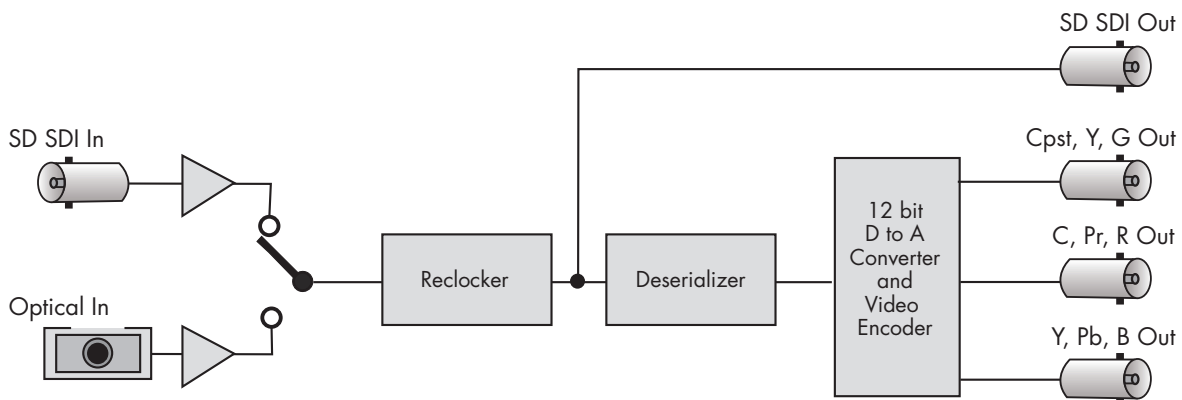 SD SDI Out
SD SDI In
Cpst, Y, G Out
12 bit
D to A
Converter
and
Video
Encoder
C, Pr, R Out
Reclocker
Deserializer
Optical In
Y, Pb, B Out